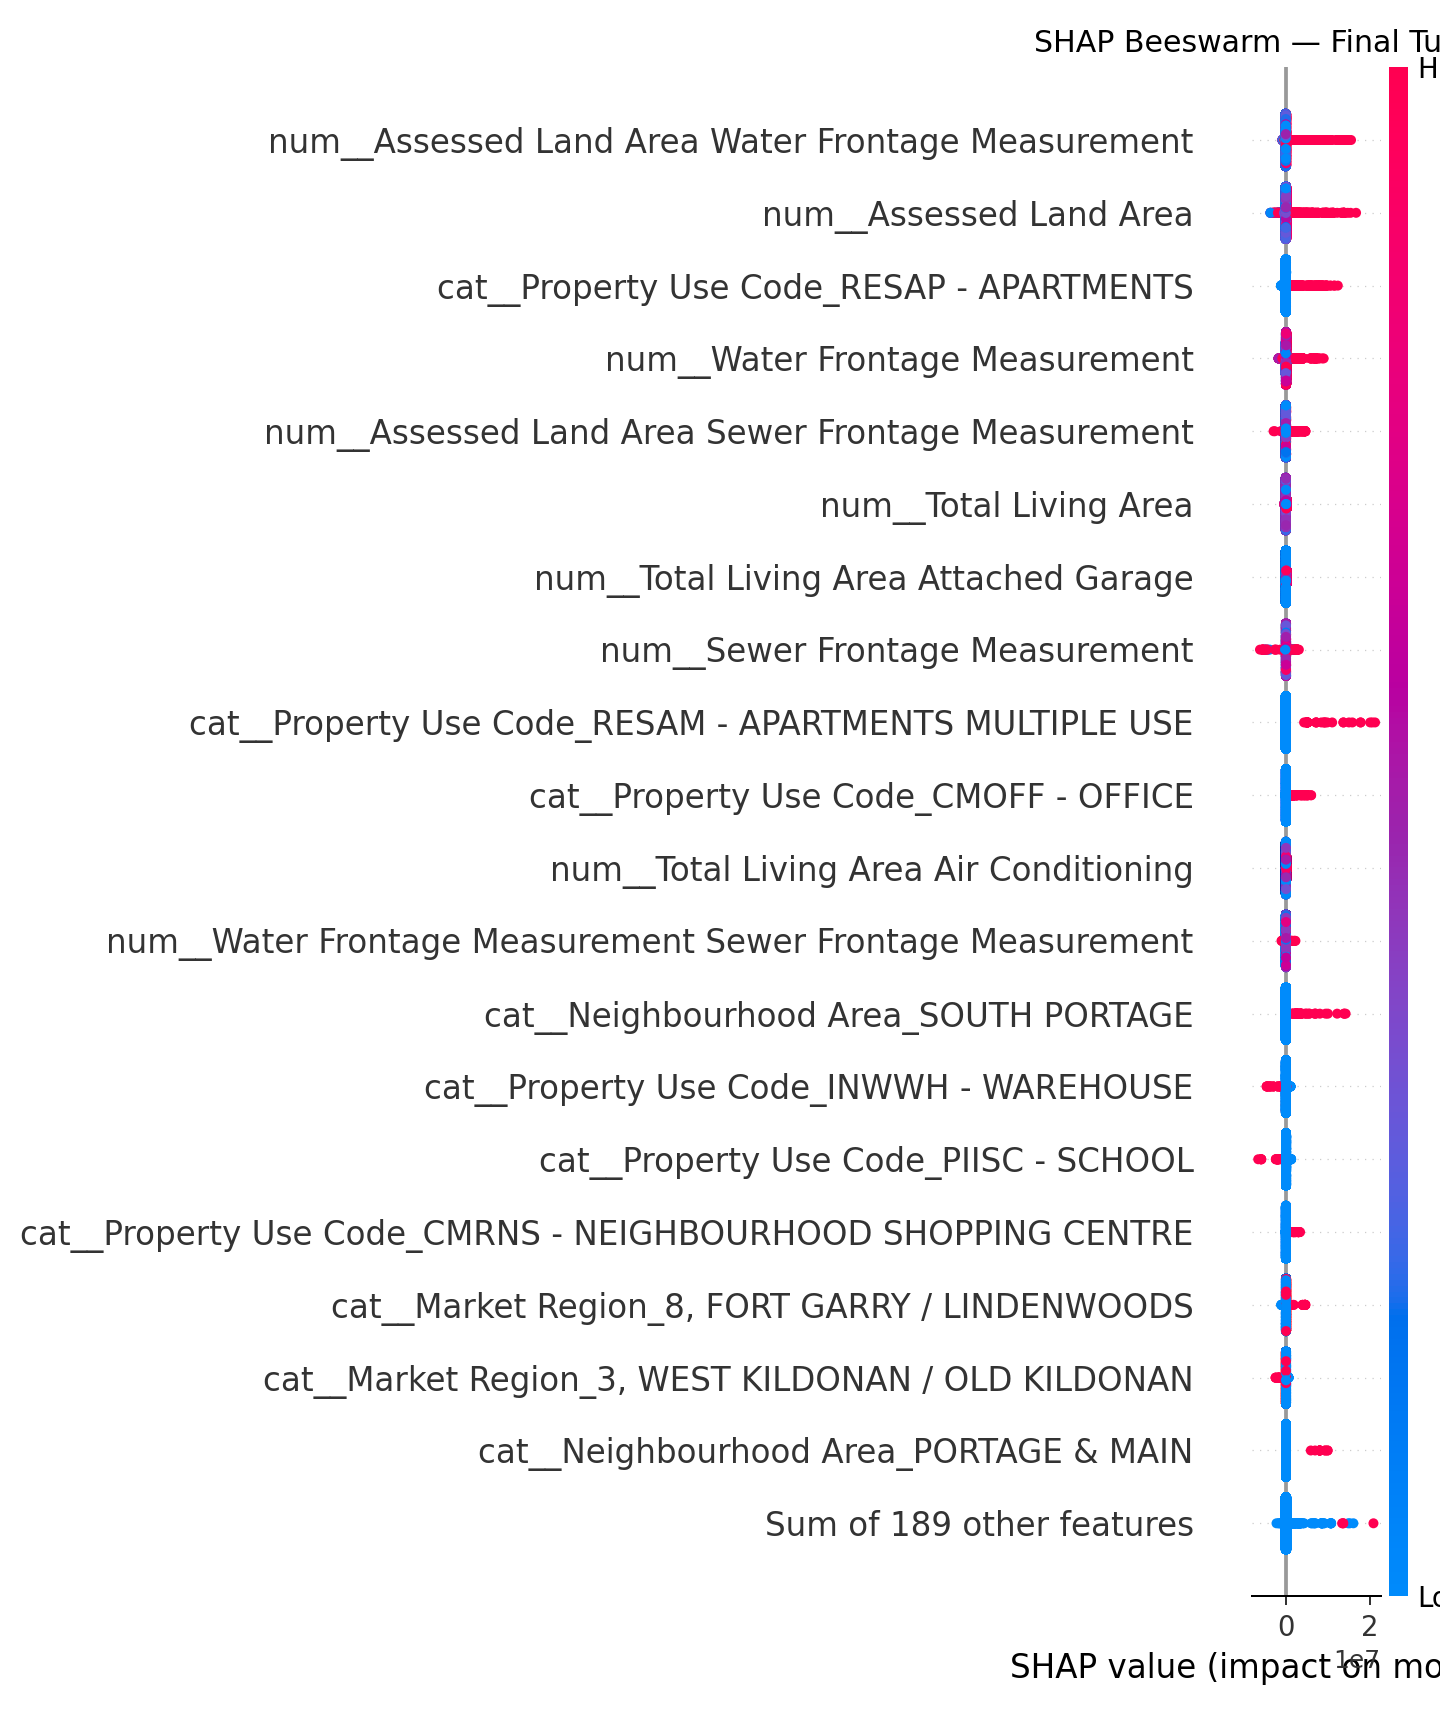 SHAP Beeswarm — Final Tu
H
num__Assessed Land Area Water Frontage Measurement
num__Assessed Land Area
cat__Property Use Code_RESAP - APARTMENTS
num__Water Frontage Measurement
num__Assessed Land Area Sewer Frontage Measurement
num__Total Living Area
num__Total Living Area Attached Garage
num__Sewer Frontage Measurement
cat__Property Use Code_RESAM - APARTMENTS MULTIPLE USE
cat__Property Use Code_CMOFF - OFFICE
num__Total Living Area Air Conditioning
num__Water Frontage Measurement Sewer Frontage Measurement
cat__Neighbourhood Area_SOUTH PORTAGE
cat__Property Use Code_INWWH - WAREHOUSE
cat__Property Use Code_PIISC - SCHOOL
cat__Property Use Code_CMRNS - NEIGHBOURHOOD SHOPPING CENTRE
cat__Market Region_8, FORT GARRY / LINDENWOODS
cat__Market Region_3, WEST KILDONAN / OLD KILDONAN
cat__Neighbourhood Area_PORTAGE & MAIN
Sum of 189 other features
Lo
0 2
1e7
SHAP value (impact on mo